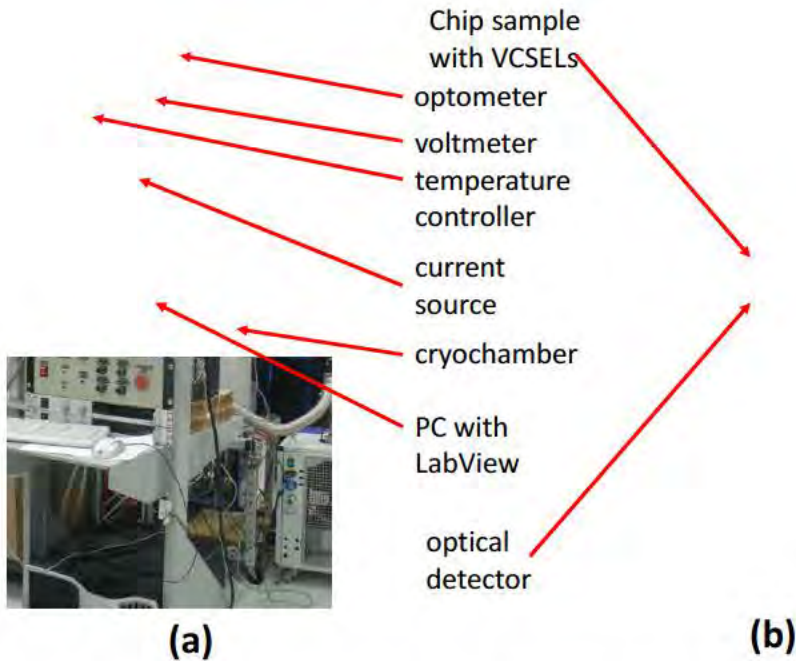 Chip sample
with VCSELs
optometer
voltmeter
temperature
controller
current
source
cryochamber
PC with
LabView
optical
detector
(a)
(b)